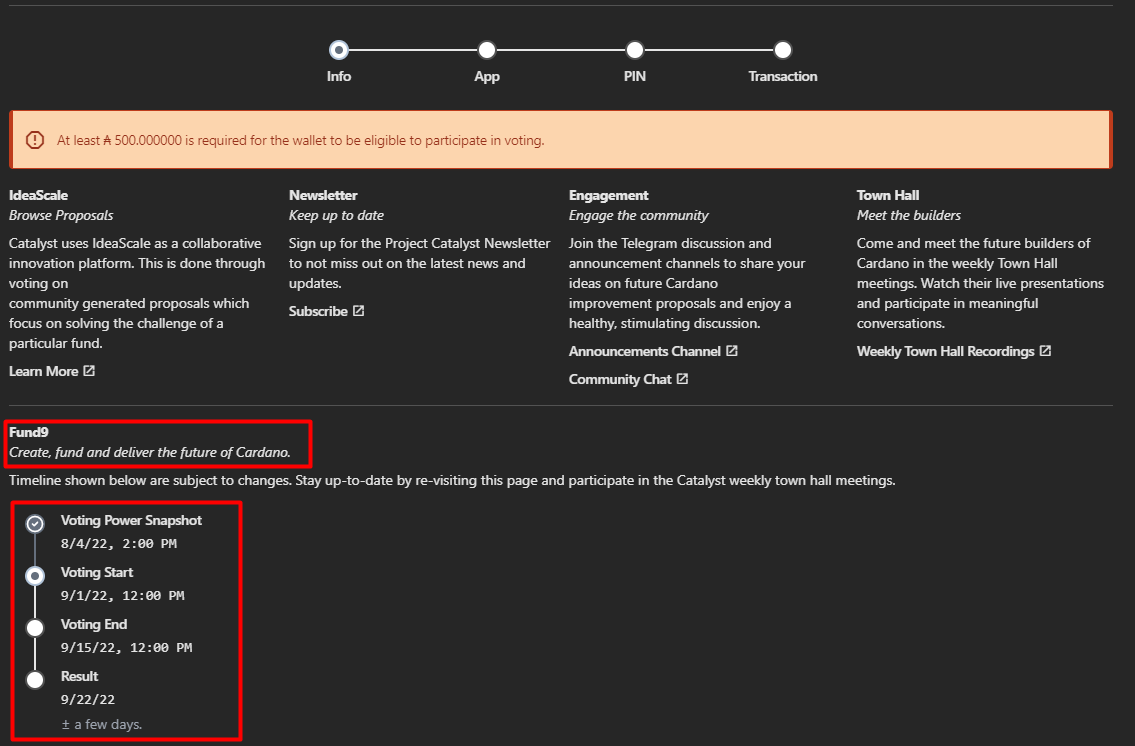 Info
App
PIN
Transaction
At least ₳ 500.000000 is required for the wallet to be eligible to participate in voting.
IdeaScale
Browse Proposals
Catalyst uses IdeaScale as a collaborative
innovation platform. This is done through
voting on
community generated proposals which
focus on solving the challenge of a
particular fund.
Learn More
Newsletter
Keep up to date
Sign up for the Project Catalyst Newsletter
to not miss out on the latest news and
updates.
Subscribe
Engagement
Engage the community
Join the Telegram discussion and
announcement channels to share your
ideas on future Cardano
improvement proposals and enjoy a
healthy, stimulating discussion.
Announcements Channel
Community Chat
Town Hall
Meet the builders
Come and meet the future builders of
Cardano in the weekly Town Hall
meetings. Watch their live presentations
and participate in meaningful
conversations.
Weekly Town Hall Recordings
Fund9
Create, fund and deliver the future of Cardano.
Timeline shown below are subject to changes. Stay up-to-date by re-visiting this page and participate in the Catalyst weekly town hall meetings.
Voting Power Snapshot
8/4/22, 2:00 PM
Voting Start
9/1/22, 12:00 PM
Voting End
9/15/22, 12:00 PM
Result
9/22/22
± a few days.